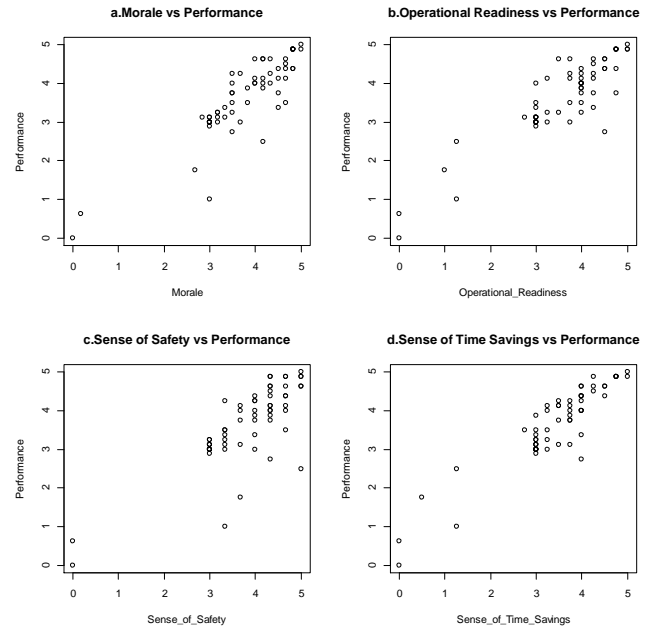 a.Morale vs Performance
Performance
5
4
3
2
1
0
0 1 2 3 4 5
Morale
b.Operational Readiness vs Performance
Performance
5
4
3
2
1
0
0 1 2 3 4 5
Operational_Readiness
c.Sense of Safety vs Performance
Performance
5
4
3
2
1
0
0 1 2 3 4 5
Sense_of_Safety
d.Sense of Time Savings vs Performance
Performance
5
4
3
2
1
0
0 1 2 3 4 5
Sense_of_Time_Savings